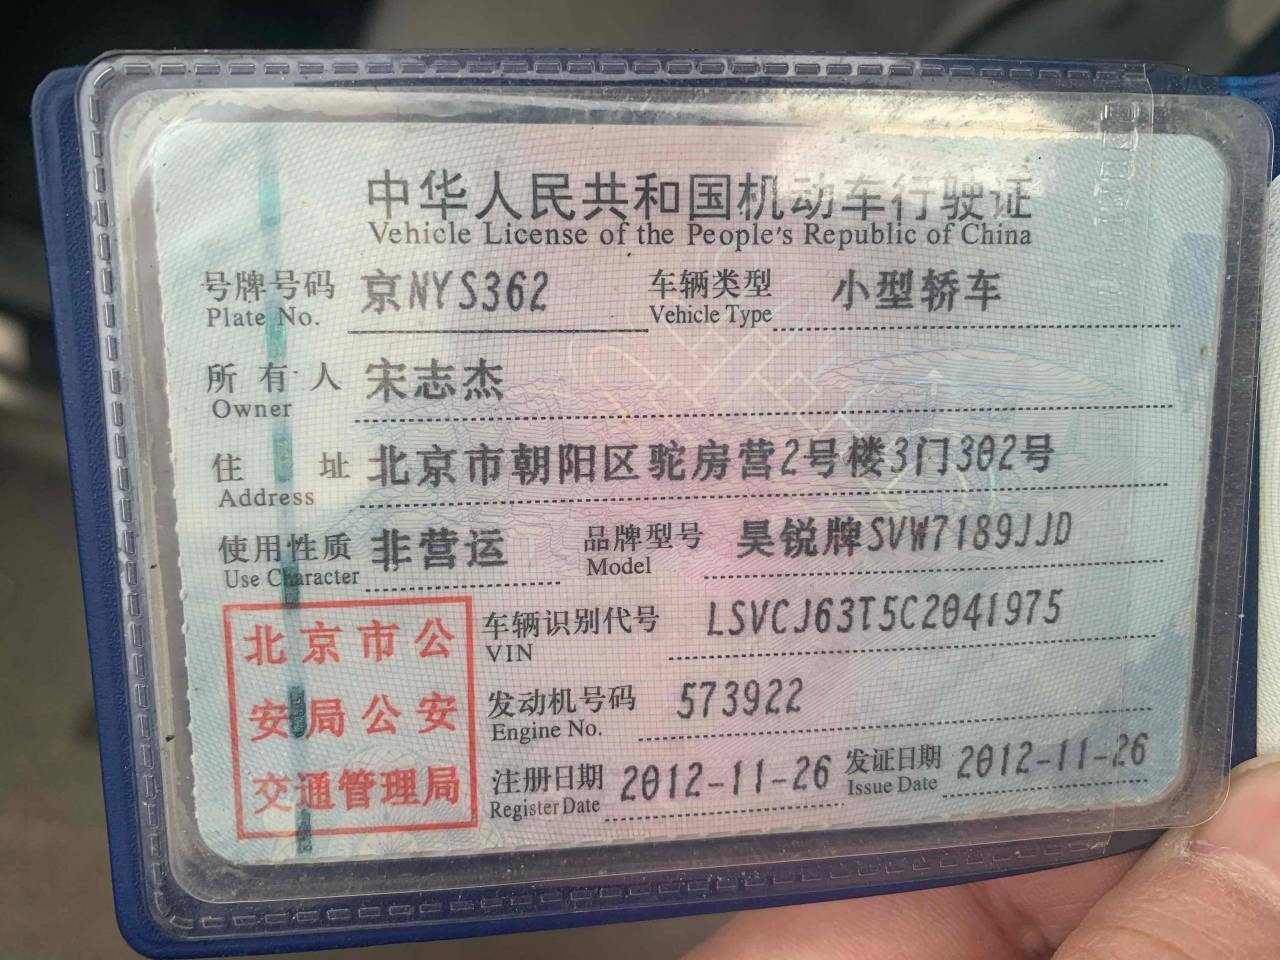 中华人民共和国机动车行驶证
Vehicle License of the People's Republic of China
号牌号码 京NYS362 车辆类型 小型轿车
Plate No. Vehicle Type
所有人 宋志杰
Owner
住址 北京市朝阳区驼房营2号楼3门302号
Address
使用性质 非营运 品牌型号 昊锐牌SVW7189JJD
Use Character Model
北京市公
安局公安
交通管理局
车辆识别代号 LSVCJ63T5C2041975
VIN
发动机号码 573922
Engine No.
注册日期 2012-11-26 发证日期 2012-11-26
Register Date Issue Date